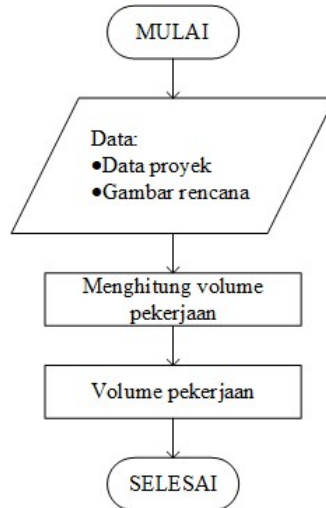 MULAI
Data:
●Data proyek
●Gambar rencana
Menghitung volume
pekerjaan
Volume pekerjaan
SELESAI